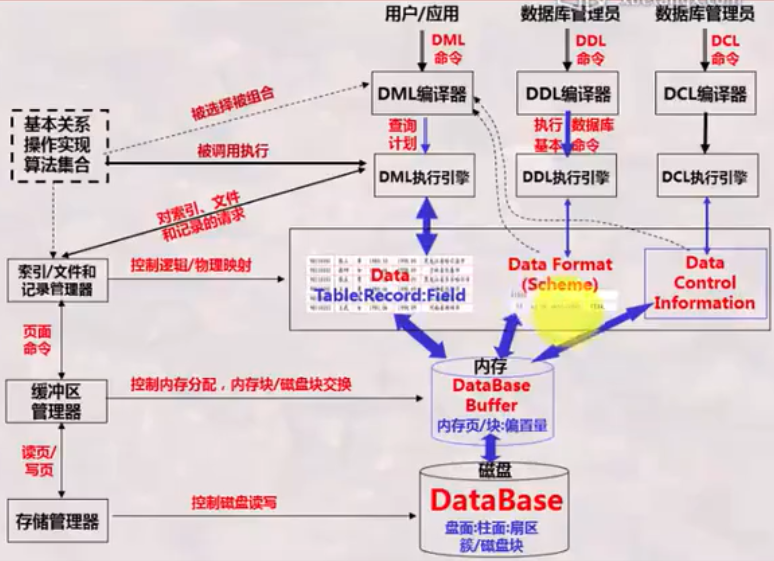 用户/应用
数据库管理员
数据库管理员
DML
命令
DDL
命令
DCL
命令
DML编译器
DDL编译器
DCL编译器
被选择被组合
基本关系
操作实现
算法集合
查询
计划
执行 数据库
基本 命令
被调用执行
DML执行引擎
DDL执行引擎
DCL执行引擎
对索引、文件
和记录的请求
索引/文件和
记录管理器
控制逻辑/物理映射
Data
Table:Record:Field
Data Format
(Scheme)
Data
Control
Information
页面
命令
内存
DataBase
Buffer
内存页/块:偏置量
缓冲区
管理器
控制内存分配，内存块/磁盘块交换
读页/
写页
磁盘
DataBase
盘面:柱面:扇区
簇/磁盘块
存储管理器
控制磁盘读写